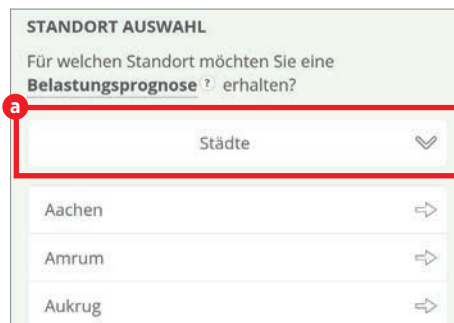 STANDORT AUSWAHL
Für welchen Standort möchten Sie eine
Belastungsprognose ? erhalten?
a
Städte
Aachen
Amrum
Aukrug